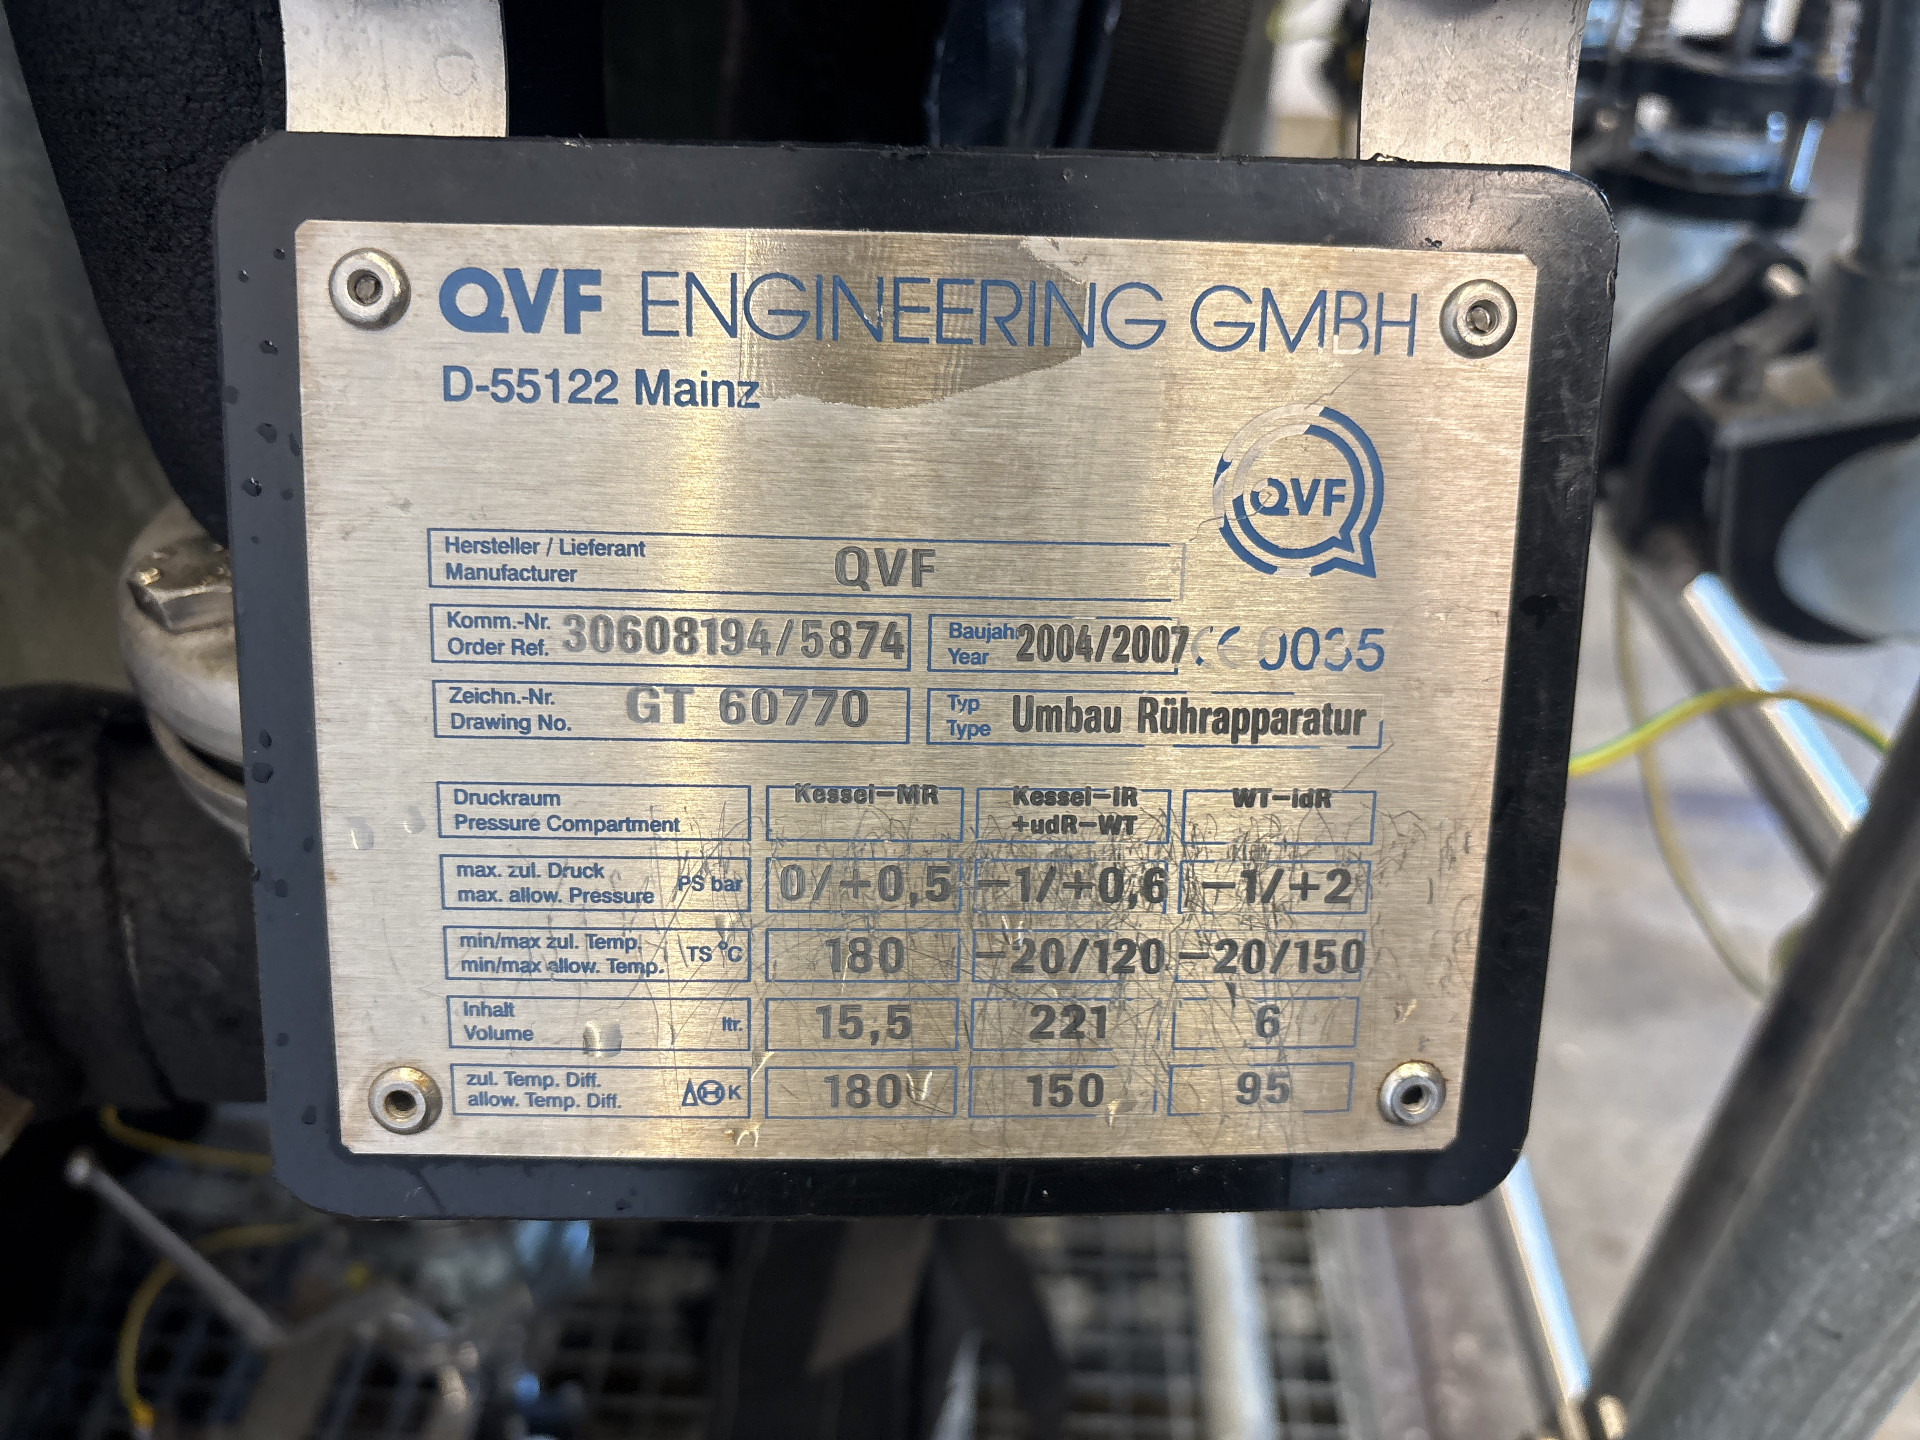 QVF ENGINEERING GMBH
D-55122 Mainz
QVF
Hersteller / Lieferant
Manufacturer
QVF
Komm.-Nr.
Order Ref.
30608194/5874
Baujahr
Year
2004/2007
CE 0035
Zeichn.-Nr.
Drawing No.
GT 60770
Typ
Type
Umbau Rührapparatur
Druckraum
Pressure Compartment
Kessel-MR
Kessel-IR
+udR-WT
WT-idR
max. zul. Druck
max. allow. Pressure
PS bar
0/+0,5
-1/+0,6
-1/+2
min/max zul. Temp.
min/max allow. Temp.
TS °C
180
-20/120
-20/150
Inhalt
Volume
ltr.
15,5
221
6
zul. Temp. Diff.
allow. Temp. Diff.
ΔΘK
180
150
95